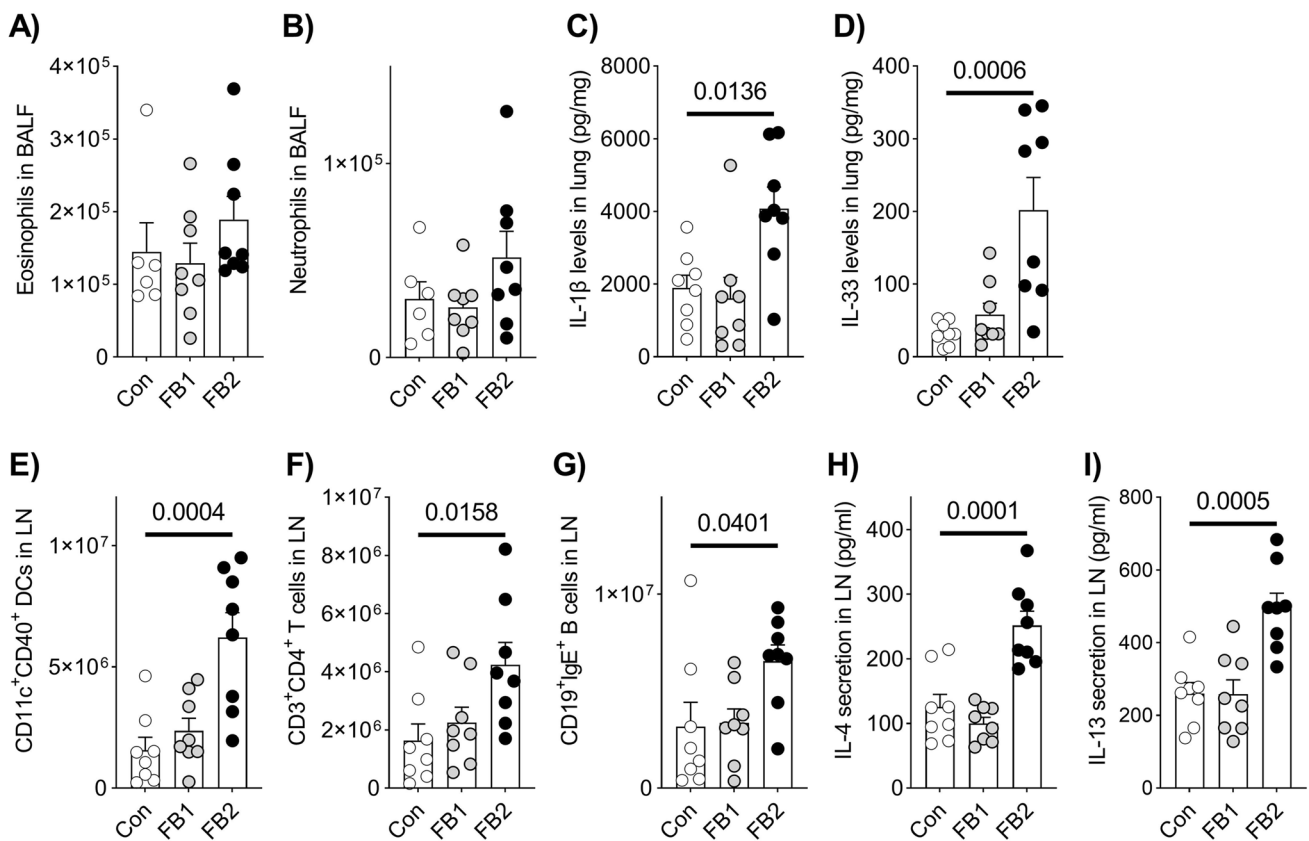 A)
Eosinophils in BALF
4×10⁵
3×10⁵
2×10⁵
1×10⁵
0
Con
FB1
FB2
B)
Neutrophils in BALF
1×10⁵
0
Con
FB1
FB2
C)
IL-1β levels in lung (pg/mg)
8000
6000
4000
2000
0
0.0136
Con
FB1
FB2
D)
IL-33 levels in lung (pg/mg)
400
300
200
100
0
0.0006
Con
FB1
FB2
E)
CD11c⁺CD40⁺ DCs in LN
1×10⁷
5×10⁶
0
0.0004
Con
FB1
FB2
F)
CD3⁺CD4⁺ T cells in LN
1×10⁷
8×10⁶
6×10⁶
4×10⁶
2×10⁶
0
0.0158
Con
FB1
FB2
G)
CD19⁺IgE⁺ B cells in LN
1×10⁷
0
0.0401
Con
FB1
FB2
H)
IL-4 secretion in LN (pg/ml)
400
300
200
100
0
0.0001
Con
FB1
FB2
I)
IL-13 secretion in LN (pg/ml)
800
600
400
200
0
0.0005
Con
FB1
FB2